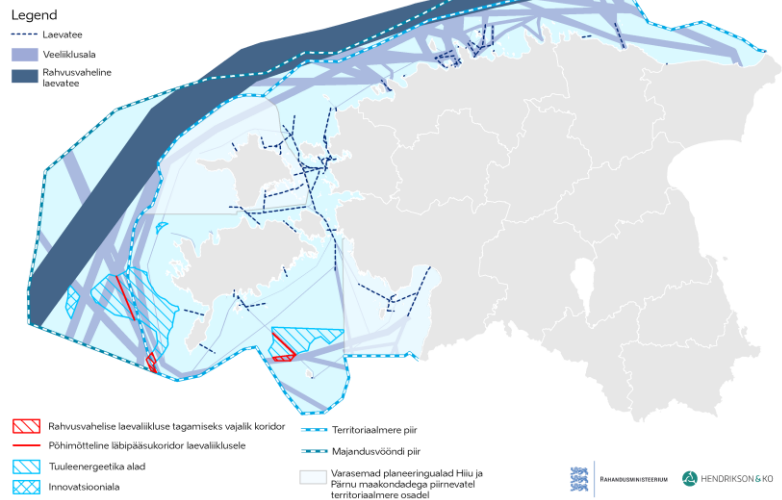 Legend
Laevatee
Veeliiklusala
Rahvusvaheline
laevatee
Rahvusvahelise laevaliikluse tagamiseks vajalik koridor
Põhimõtteline läbipääsukoridor laevaliiklusele
Tuuleenergeetika alad
Innovatsiooniala
Territoriaalmere piir
Majandusvööndi piir
Varasemad planeeringualad Hiiu ja
Pärnu maakondadega piirnevatel
territoriaalmere osadel
RAHANDUSMINISTEERIUM
HENDRIKSON & KO